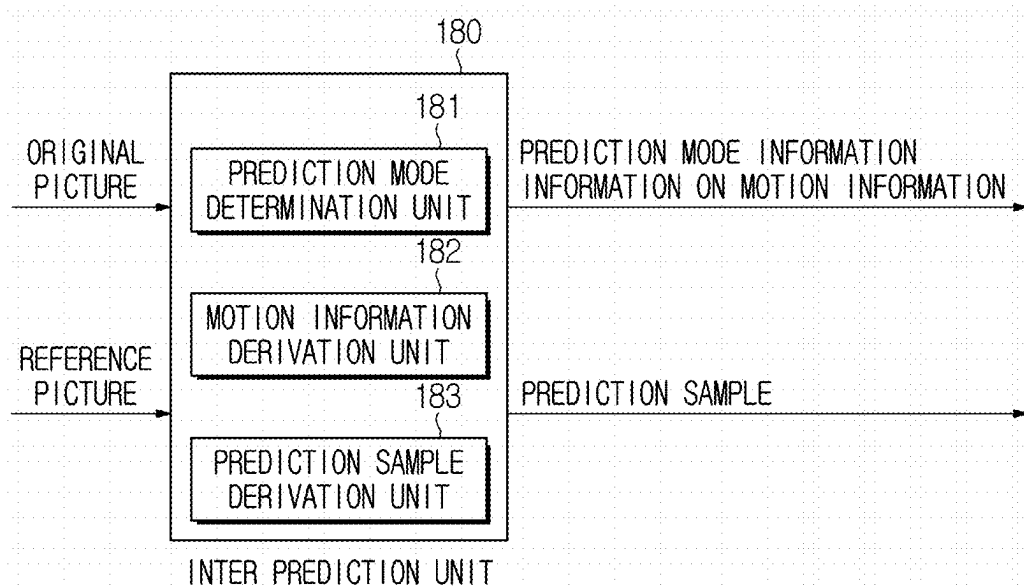 180
181
ORIGINAL
PICTURE
PREDICTION MODE
DETERMINATION UNIT
PREDICTION MODE INFORMATION
INFORMATION ON MOTION INFORMATION
182
MOTION INFORMATION
DERIVATION UNIT
REFERENCE
PICTURE
183
PREDICTION SAMPLE
PREDICTION SAMPLE
DERIVATION UNIT
INTER PREDICTION UNIT